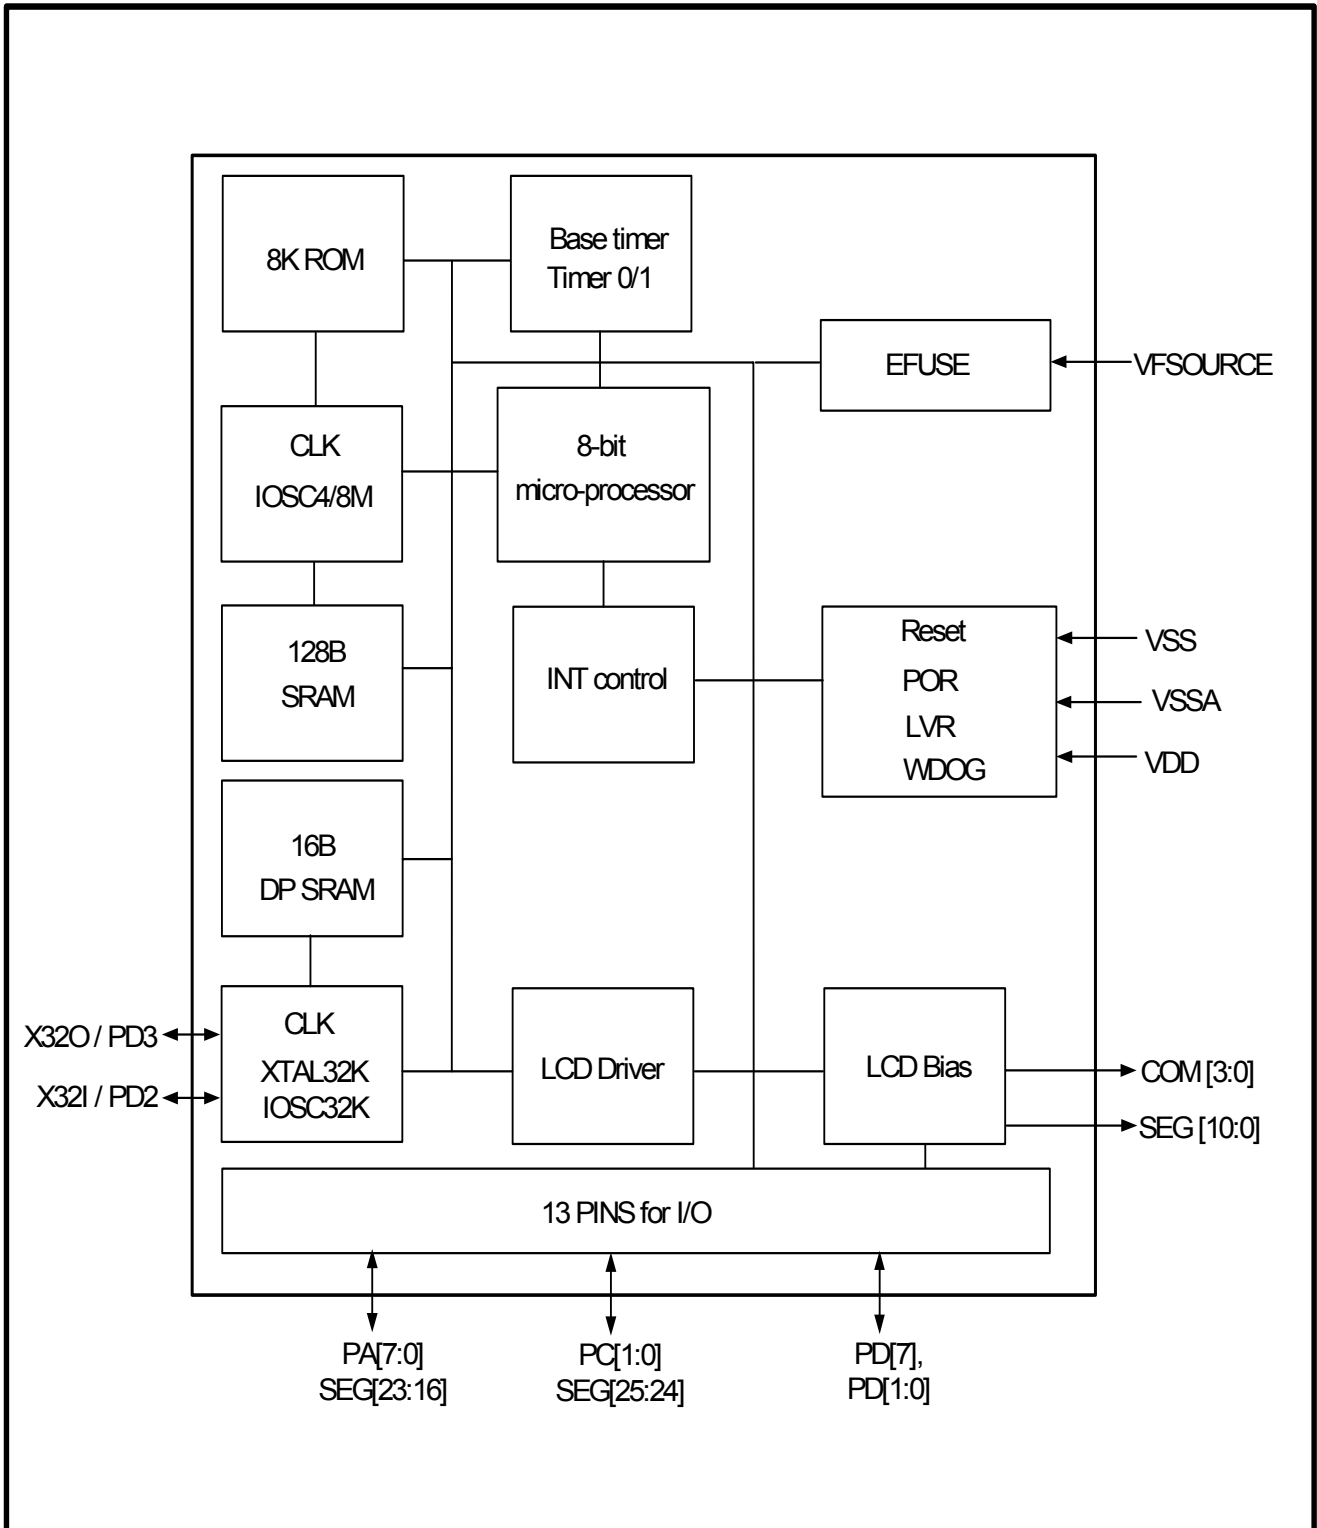 8K ROM
Base timer
Timer 0/1
EFUSE
VFSOURCE
CLK
IOSC4/8M
8-bit
micro-processor
128B
SRAM
INT control
Reset
POR
LVR
WDOG
VSS
VSSA
VDD
16B
DP SRAM
X32O / PD3
X32I / PD2
CLK
XTAL32K
IOSC32K
LCD Driver
LCD Bias
COM [3:0]
SEG [10:0]
13 PINS for I/O
PA[7:0]
SEG[23:16]
PC[1:0]
SEG[25:24]
PD[7],
PD[1:0]